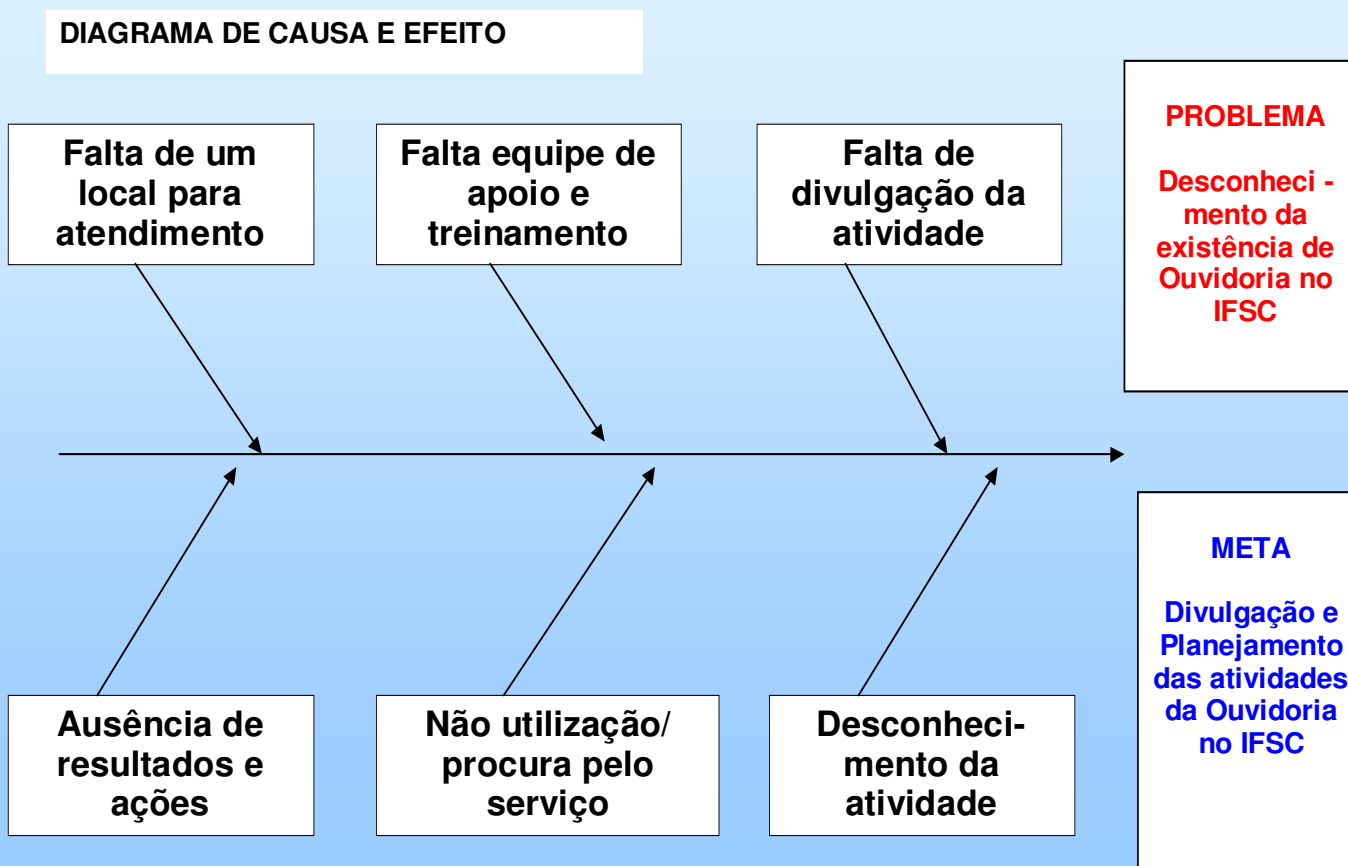 DIAGRAMA DE CAUSA E EFEITO
Falta de um
local para
atendimento
Falta equipe de
apoio e
treinamento
Falta de
divulgação da
atividade
PROBLEMA
Desconheci -
mento da
existência de
Ouvidoria no
IFSC
Ausência de
resultados e
ações
Não utilização/
procura pelo
serviço
Desconheci-
mento da
atividade
META
Divulgação e
Planejamento
das atividades
da Ouvidoria
no IFSC